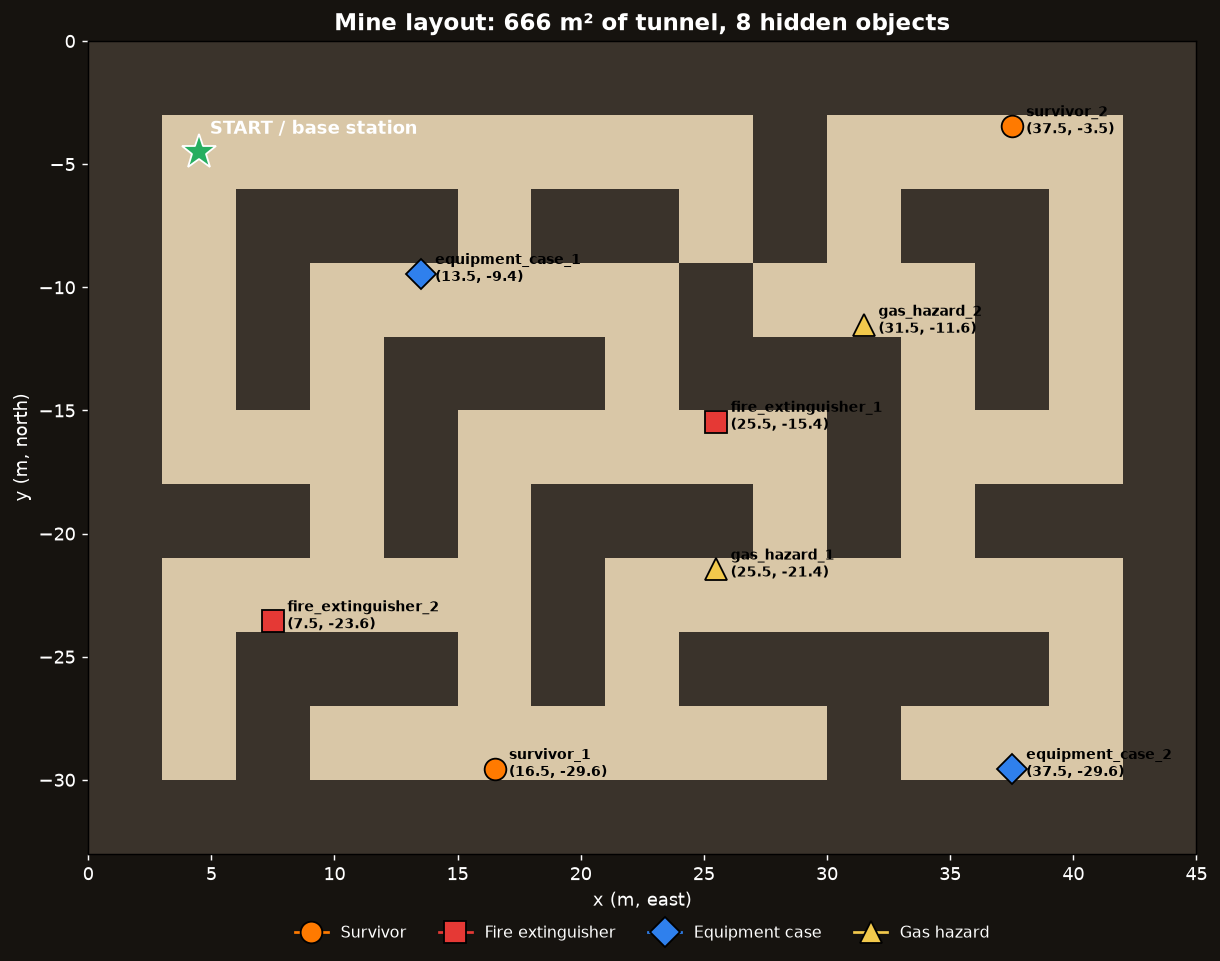 Mine layout: 666 m² of tunnel, 8 hidden objects
0
−5
−10
−15
−20
−25
−30
y (m, north)
START / base station
survivor_2
(37.5, -3.5)
equipment_case_1
(13.5, -9.4)
gas_hazard_2
(31.5, -11.6)
fire_extinguisher_1
(25.5, -15.4)
gas_hazard_1
(25.5, -21.4)
fire_extinguisher_2
(7.5, -23.6)
survivor_1
(16.5, -29.6)
equipment_case_2
(37.5, -29.6)
0 5 10 15 20 25 30 35 40 45
x (m, east)
Survivor Fire extinguisher Equipment case Gas hazard